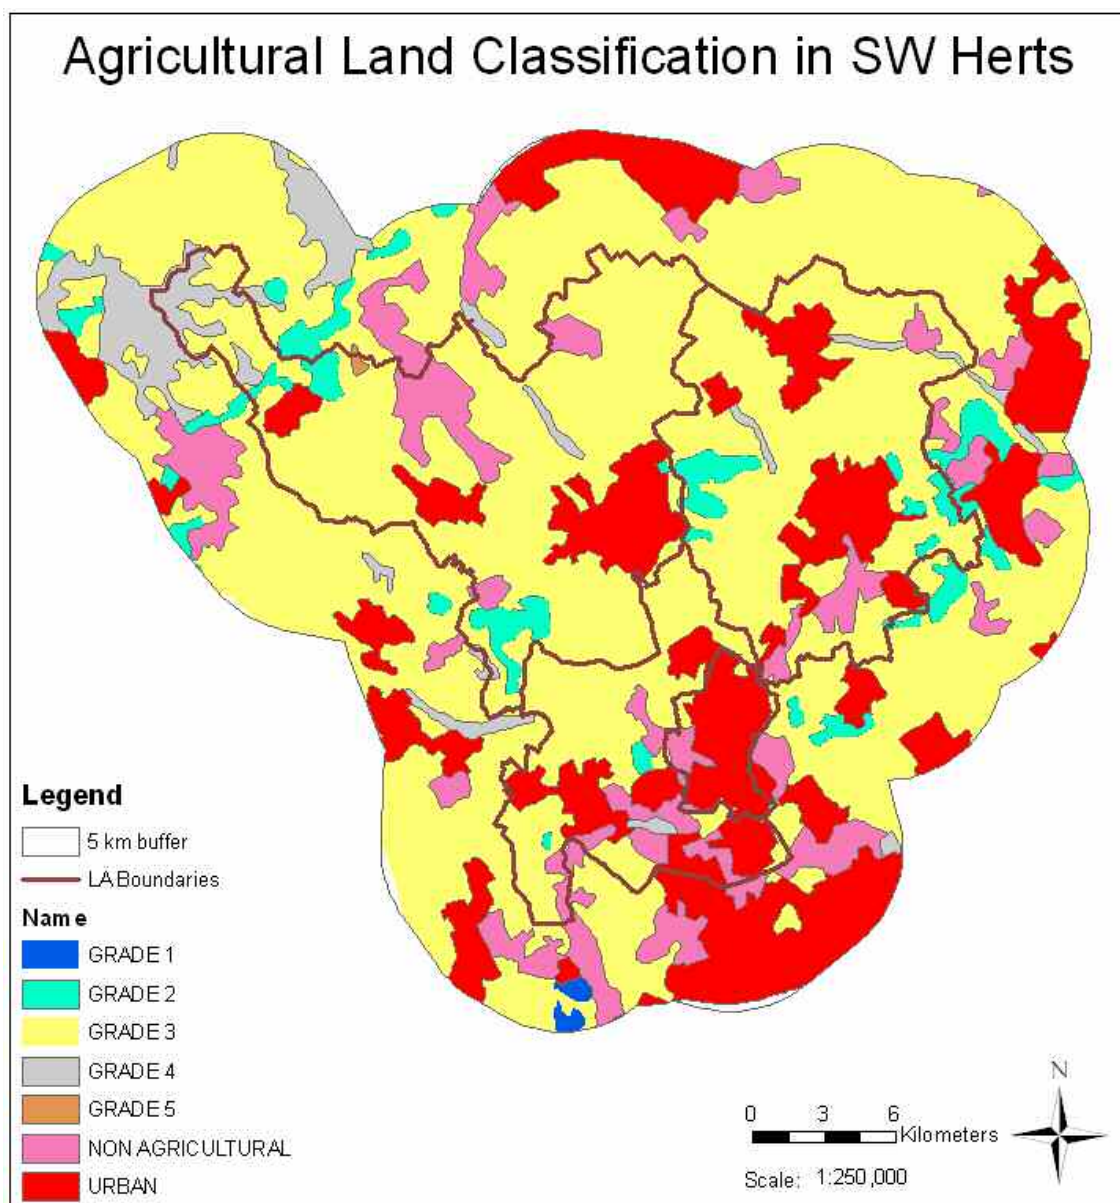 Agricultural Land Classification in SW Herts
Legend
5 km buffer
LA Boundaries
Name
GRADE 1
GRADE 2
GRADE 3
GRADE 4
GRADE 5
NON AGRICULTURAL
URBAN
N
0 3 6
Kilometers
Scale: 1:250,000